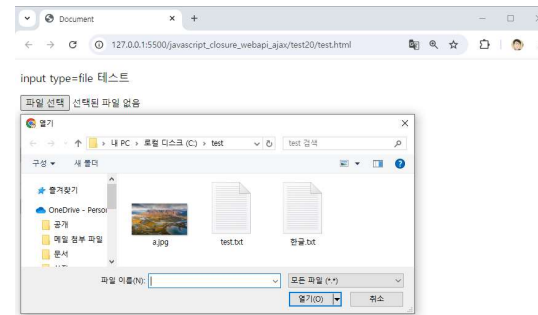 Document
127.0.0.1:5500/javascript_closure_webapi_ajax/test20/test.html
input type=file 테스트
파일 선택 선택된 파일 없음
열기
내 PC > 로컬 디스크 (C:) > test
test 검색
구성 새 폴더
즐겨찾기
OneDrive - Persor
공개
메일 첨부 파일
문서
a.jpg test.txt 한글.txt
파일 이름(N): 모든 파일 (*.*)
열기(O) 취소